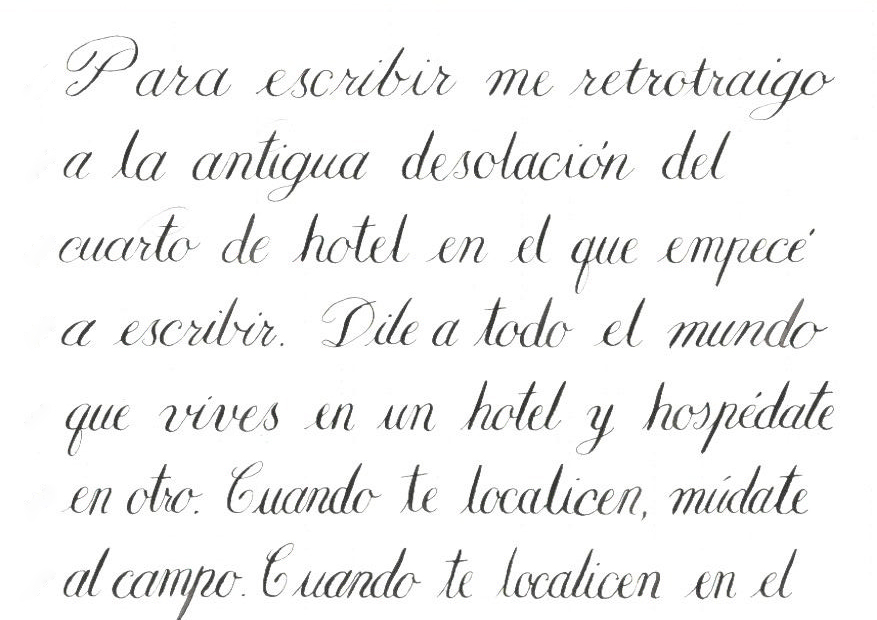 Para escribir me retrotraigo
a la antigua desolación del
cuarto de hotel en el que empecé
a escribir. Dile a todo el mundo
que vives en un hotel y hospédate
en otro. Cuando te localicen, múdate
al campo. Cuando te localicen en el